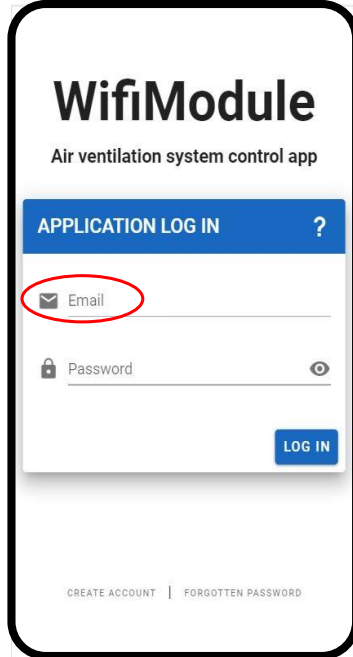 WifiModule
Air ventilation system control app
APPLICATION LOG IN ?
Email
Password
LOG IN
CREATE ACCOUNT | FORGOTTEN PASSWORD